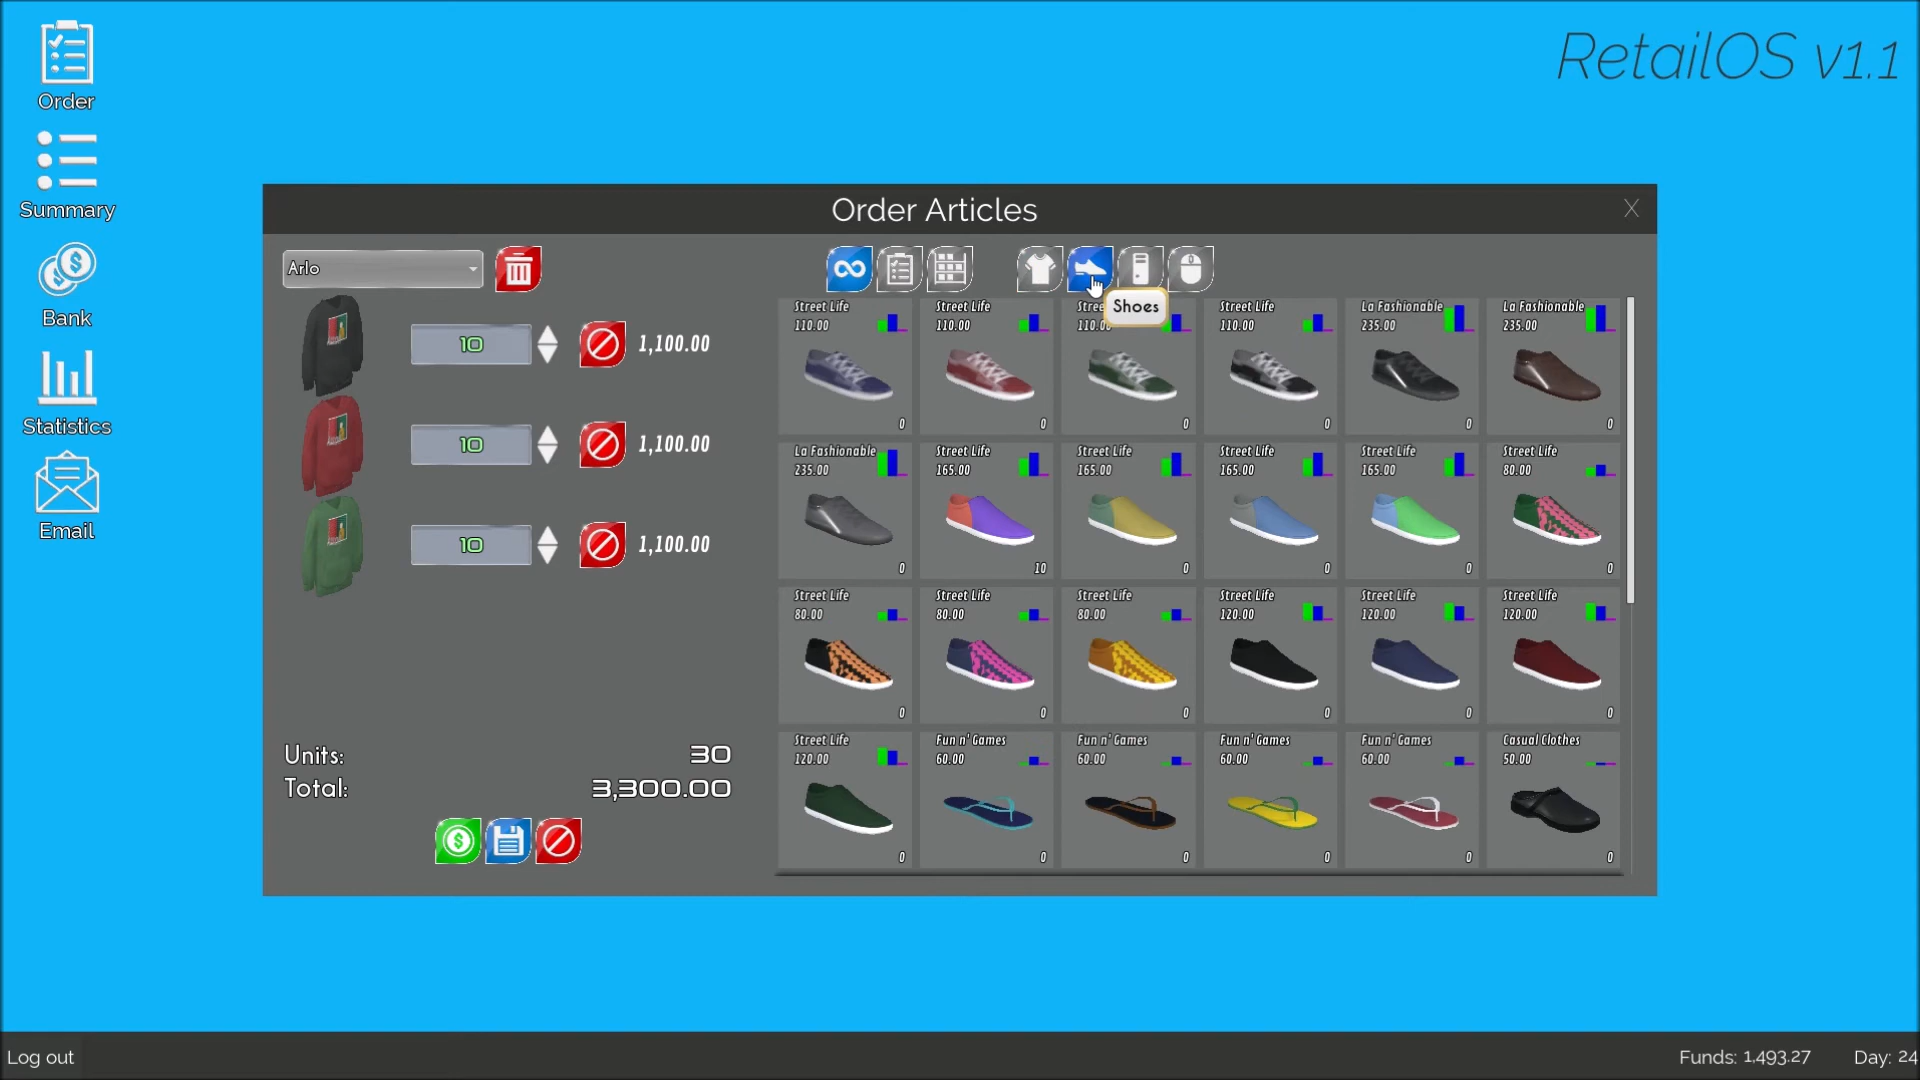 Order
Summary
Bank
Statistics
Email
RetailOS v1.1
Order Articles
X
Arlo
10
1,100.00
10
1,100.00
10
1,100.00
Units:
30
Total:
3,300.00
Shoes
Street Life
110.00
0
Street Life
110.00
0
110.00
0
Street Life
110.00
0
La Fashionable
235.00
0
La Fashionable
235.00
0
La Fashionable
235.00
0
Street Life
165.00
10
Street Life
165.00
0
Street Life
165.00
0
Street Life
165.00
0
Street Life
80.00
0
Street Life
80.00
0
Street Life
80.00
0
Street Life
80.00
0
Street Life
120.00
0
Street Life
120.00
0
Street Life
120.00
0
Street Life
120.00
0
Fun n' Games
60.00
0
Fun n' Games
60.00
0
Fun n' Games
60.00
0
Fun n' Games
60.00
0
Casual Clothes
50.00
0
Log out
Funds: 1,493.27
Day: 24